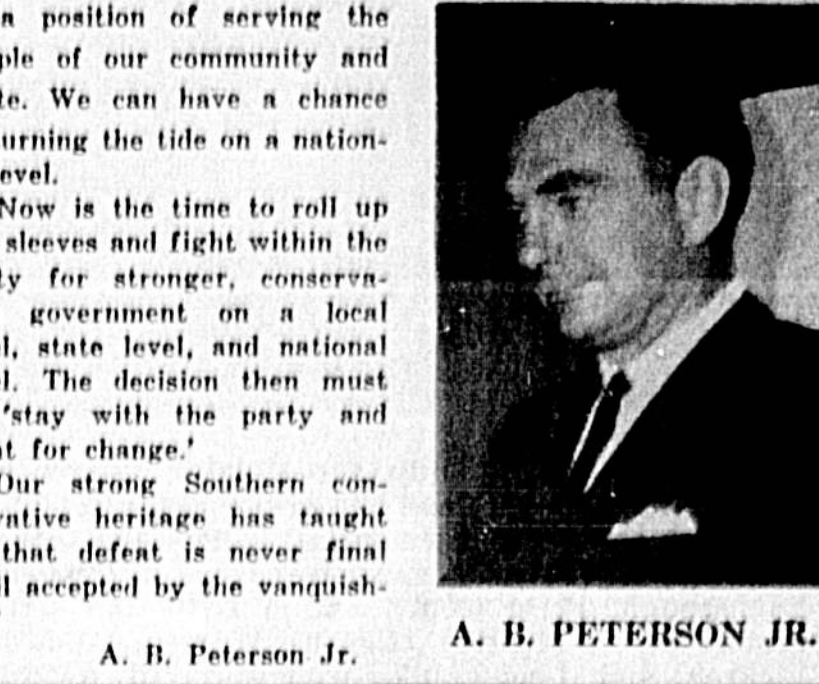 a position of serving the
ple of our community and
te. We can have a chance
urning the tide on a nation-
evel.
Now is the time to roll up
sleeves and fight within the
ty for stronger, conserva-
government on a local
l, state level, and national
l. The decision then must
'stay with the party and
ht for change.'
Our strong Southern con-
vative heritage has taught
that defeat is never final
l accepted by the vanquish-
A. B. Peterson Jr.
A. B. PETERSON JR.